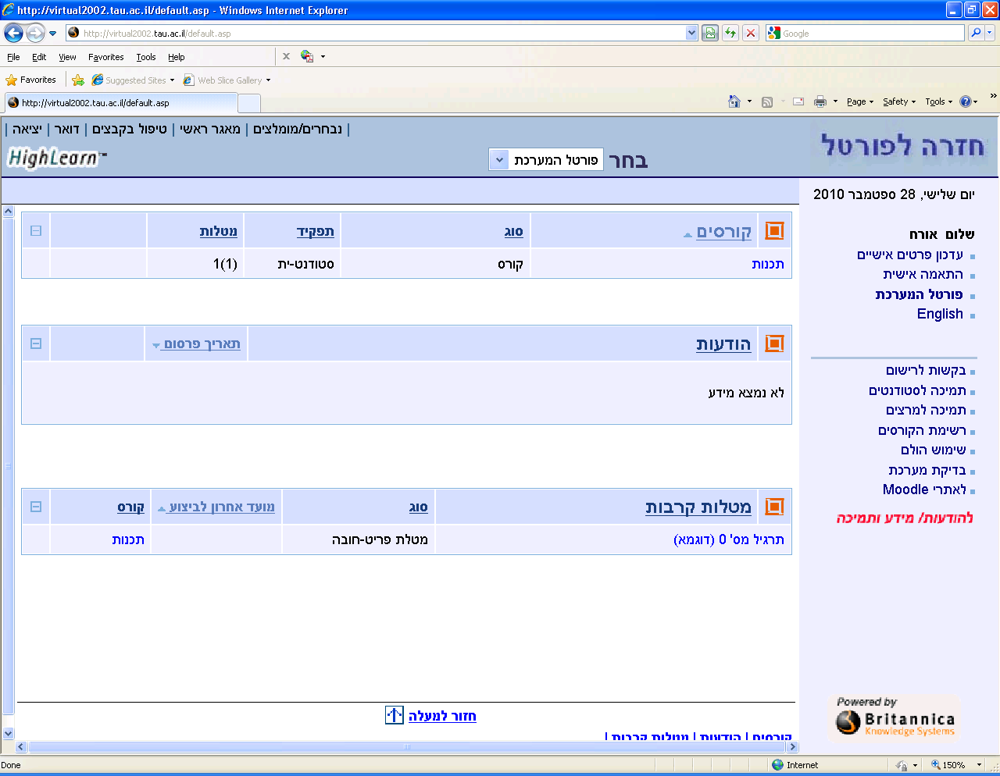 http://virtual2002.tau.ac.il/default.asp - Windows Internet Explorer
http://virtual2002.tau.ac.il/default.asp
Google
File Edit View Favorites Tools Help
Favorites Suggested Sites Web Slice Gallery
http://virtual2002.tau.ac.il/default.asp
Page Safety Tools
| נבחרים/מומלצים | מאגר ראשי | טיפול בקבצים | דואר | יציאה |
HighLearn™
בחר פורטל המערכת
חזרה לפורטל
יום שלישי, 28 ספטמבר 2010
שלום אורח
עדכון פרטים אישיים
התאמה אישית
פורטל המערכת
English
בקשות לרישום
תמיכה לסטודנטים
תמיכה למרצים
רשימת הקורסים
שימוש הולם
בדיקת מערכת
לאתרי Moodle
להודעות/ מידע ותמיכה
Powered by
Britannica
Knowledge Systems
קורסים סוג תפקיד מטלות
תכנות קורס סטודנט-ית 1(1)
הודעות תאריך פרסום
לא נמצא מידע
מטלות קרבות סוג מועד אחרון לביצוע קורס
תרגיל מס' 0 (דוגמא) מטלת פריט-חובה תכנות
חזור למעלה
קורסים | הודעות | מטלות קרבות |
Done Internet 150%